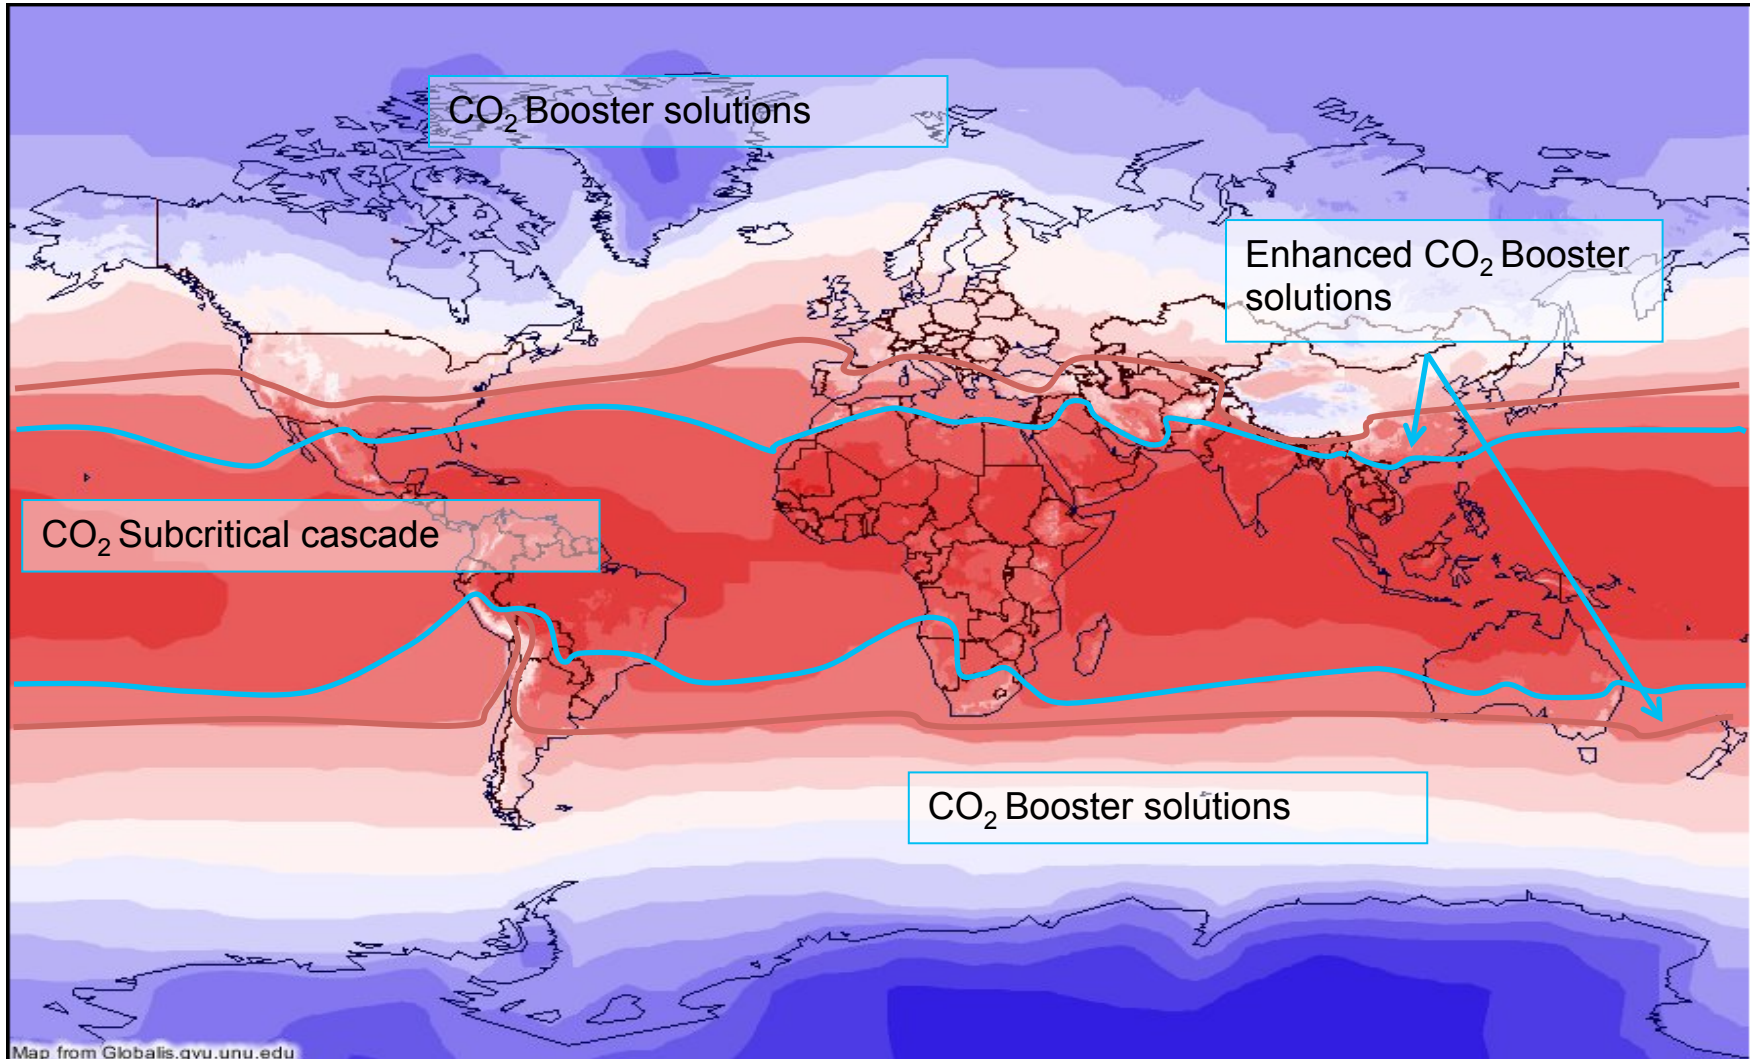 CO₂ Booster solutions
Enhanced CO₂ Booster
solutions
CO₂ Subcritical cascade
CO₂ Booster solutions
Map from Globalis.gvu.unu.edu